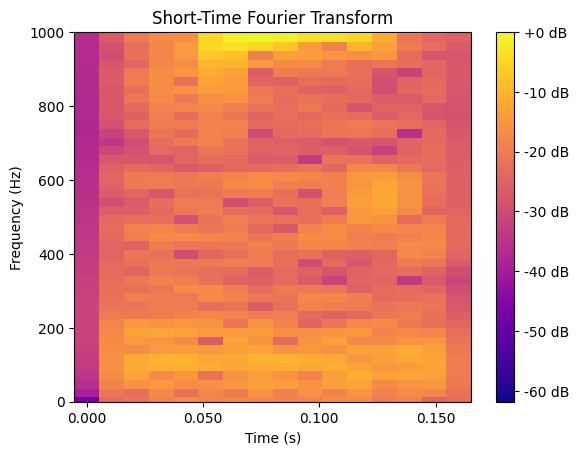 Short-Time Fourier Transform
Frequency (Hz)
1000
800
600
400
200
0
0.000
0.050
0.100
0.150
Time (s)
+0 dB
-10 dB
-20 dB
-30 dB
-40 dB
-50 dB
-60 dB